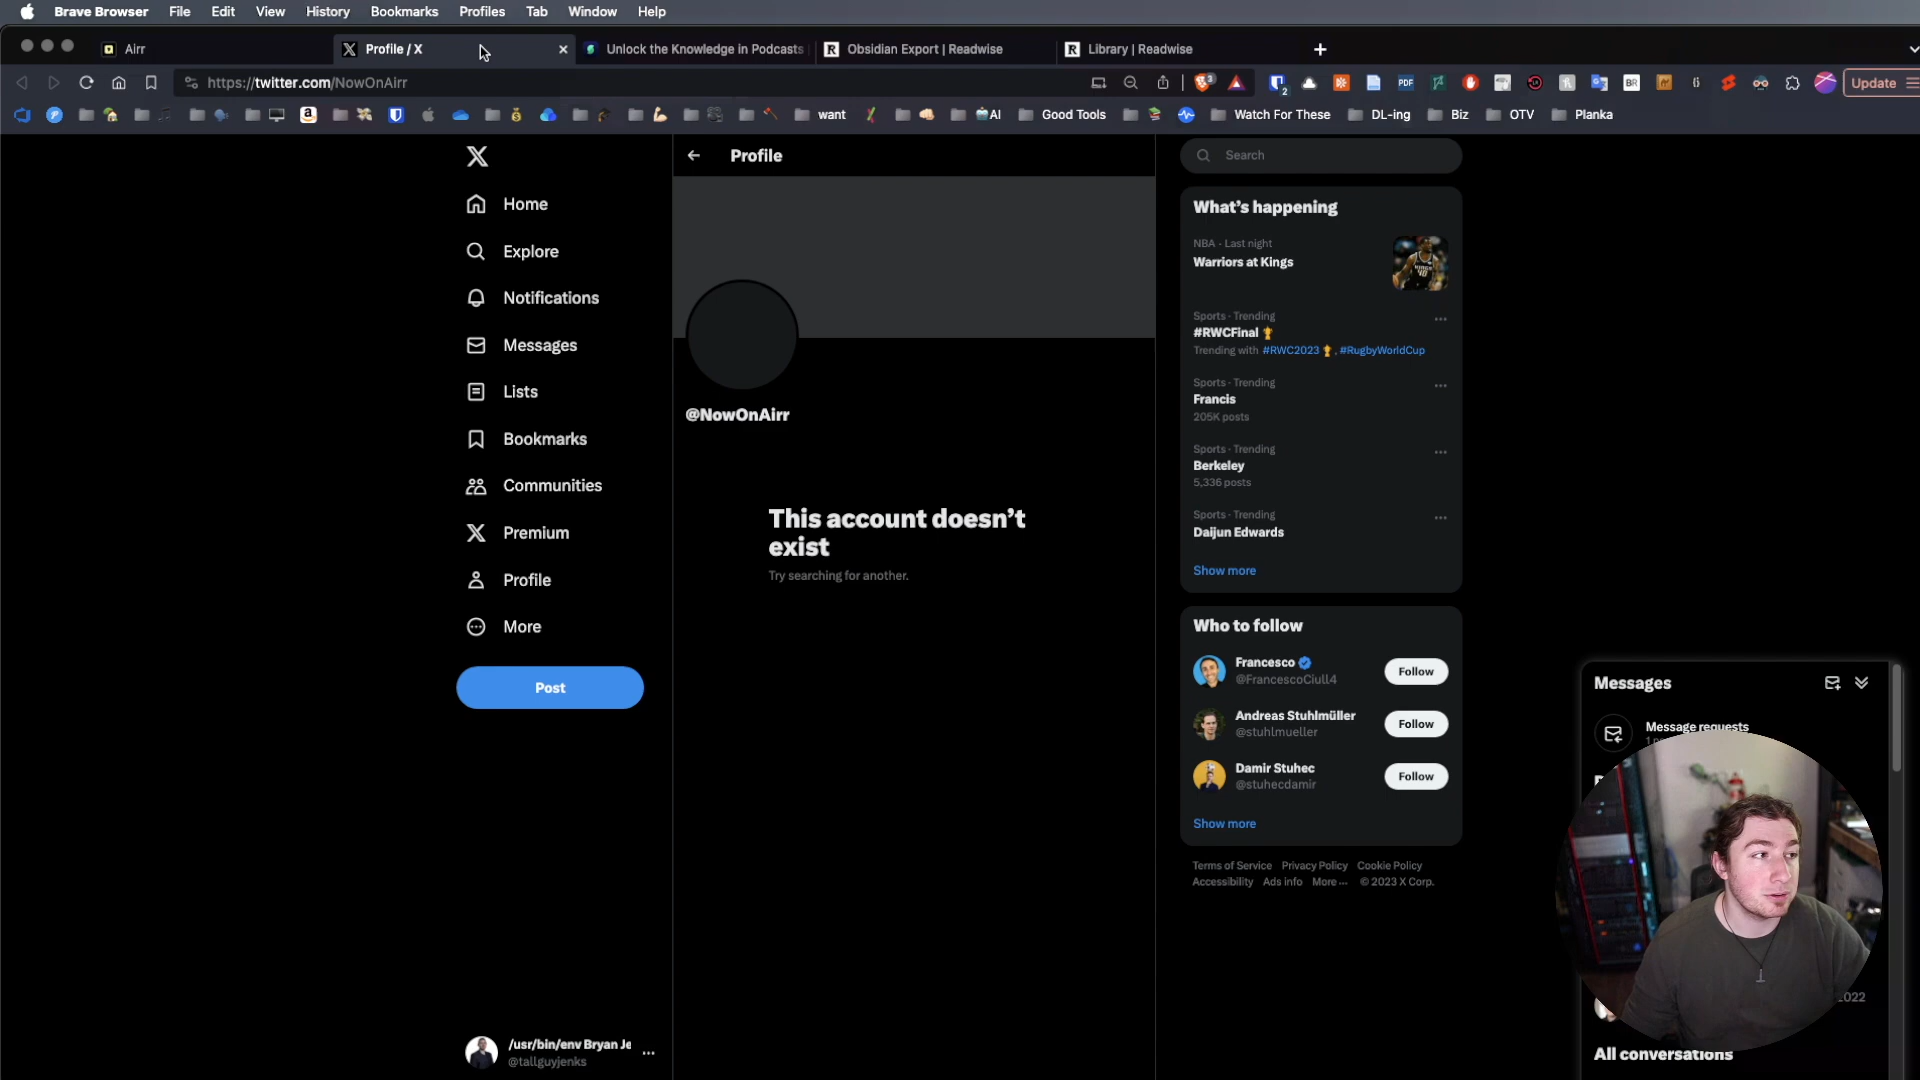 Brave Browser File Edit View History Bookmarks Profiles Tab Window Help
Airr
Profile / X
Unlock the Knowledge in Podcasts
Obsidian Export | Readwise
Library | Readwise
https://twitter.com/NowOnAirr
Update
want
AI
Good Tools
Watch For These
DL-ing
Biz
OTV
Planka
Home
Explore
Notifications
Messages
Lists
Bookmarks
Communities
Premium
Profile
More
Post
/usr/bin/env Bryan Je
@tallguyjenks
Profile
@NowOnAirr
This account doesn’t
exist
Try searching for another.
Search
What’s happening
NBA · Last night
Warriors at Kings
Sports · Trending
#RWCFinal
Trending with #RWC2023 , #RugbyWorldCup
Sports · Trending
Francis
205K posts
Sports · Trending
Berkeley
5,336 posts
Sports · Trending
Daijun Edwards
Show more
Who to follow
Francesco
@FrancescoCiull4
Follow
Andreas Stuhlmüller
@stuhlmueller
Follow
Damir Stuhec
@stuhecdamir
Follow
Show more
Terms of Service Privacy Policy Cookie Policy
Accessibility Ads info More ··· © 2023 X Corp.
Messages
Message requests
2022
All conversations